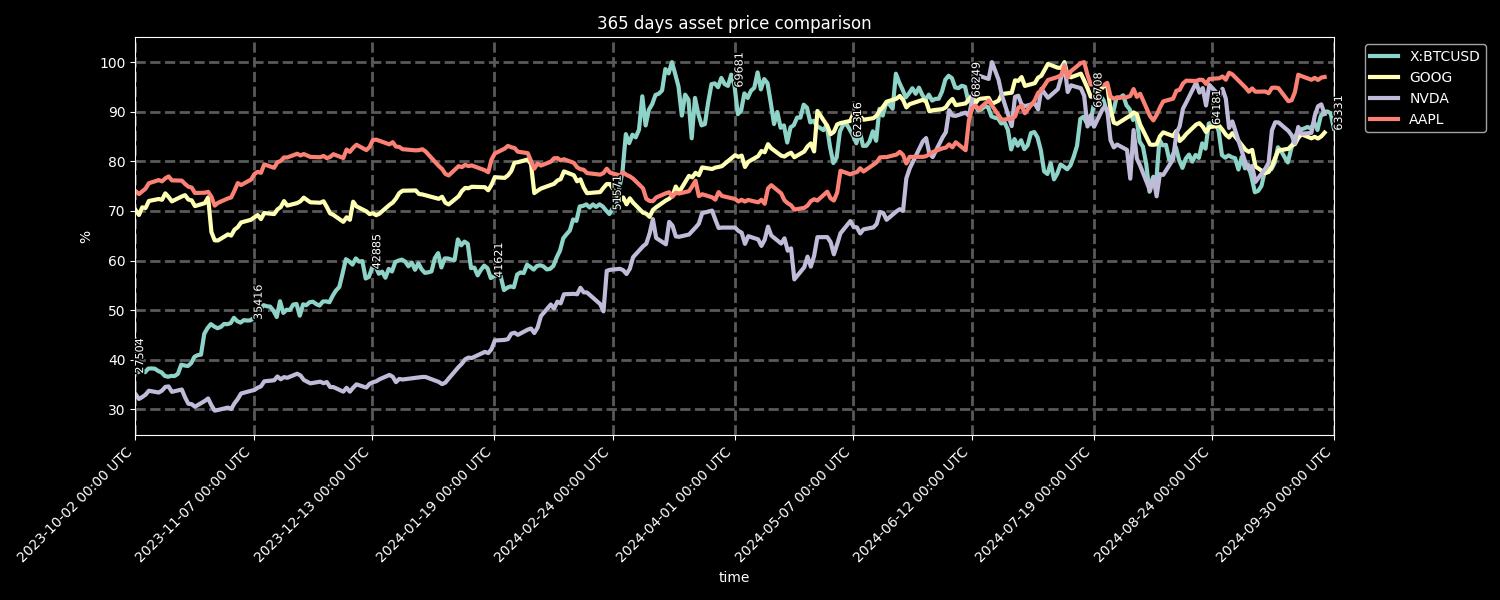 365 days asset price comparison
X:BTCUSD
GOOG
NVDA
AAPL
%
100
90
80
70
60
50
40
30
27504
35416
42885
41621
51571
69681
62316
68249
66708
64181
63331
2023-10-02 00:00 UTC
2023-11-07 00:00 UTC
2023-12-13 00:00 UTC
2024-01-19 00:00 UTC
2024-02-24 00:00 UTC
2024-04-01 00:00 UTC
2024-05-07 00:00 UTC
2024-06-12 00:00 UTC
2024-07-19 00:00 UTC
2024-08-24 00:00 UTC
2024-09-30 00:00 UTC
time